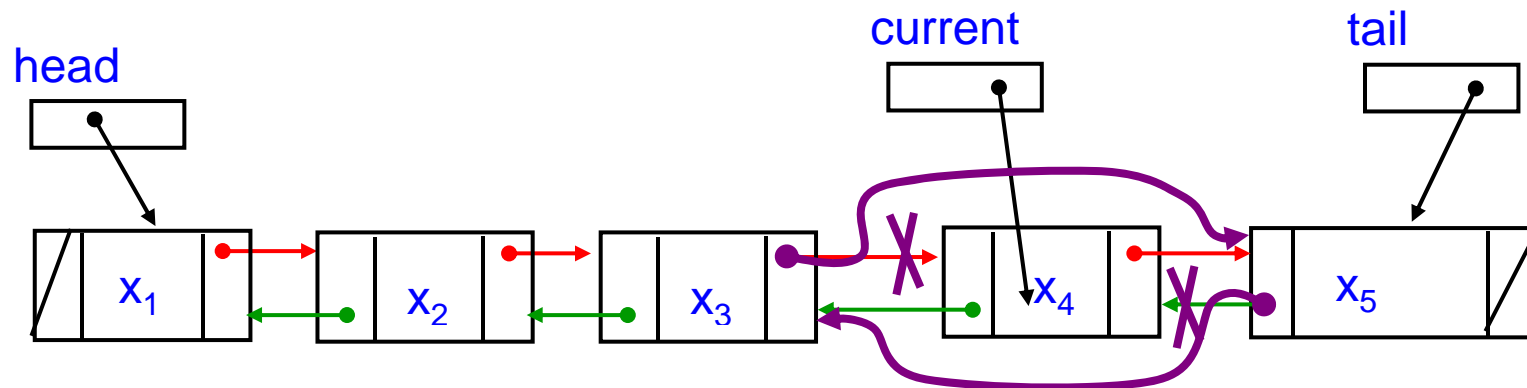 head
current
tail
x₁
x₂
x₃
x₄
x₅